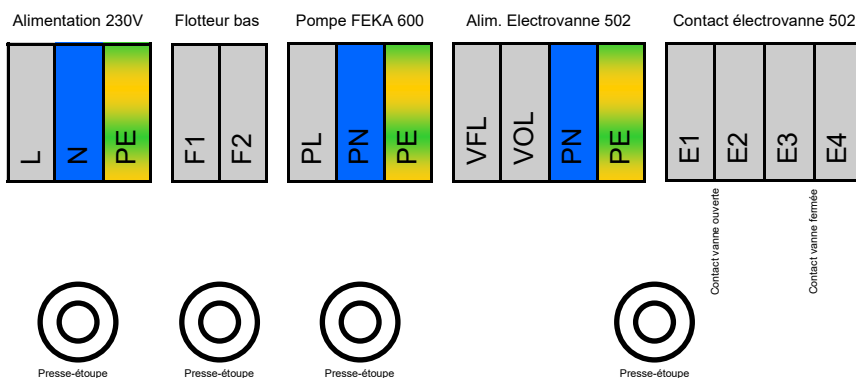 Alimentation 230V
Flotteur bas
Pompe FEKA 600
Alim. Electrovanne 502
Contact électrovanne 502
L
N
PE
F1
F2
PL
PN
PE
VFL
VOL
PN
PE
E1
E2
E3
E4
Contact vanne ouverte
Contact vanne fermée
Presse-étoupe
Presse-étoupe
Presse-étoupe
Presse-étoupe